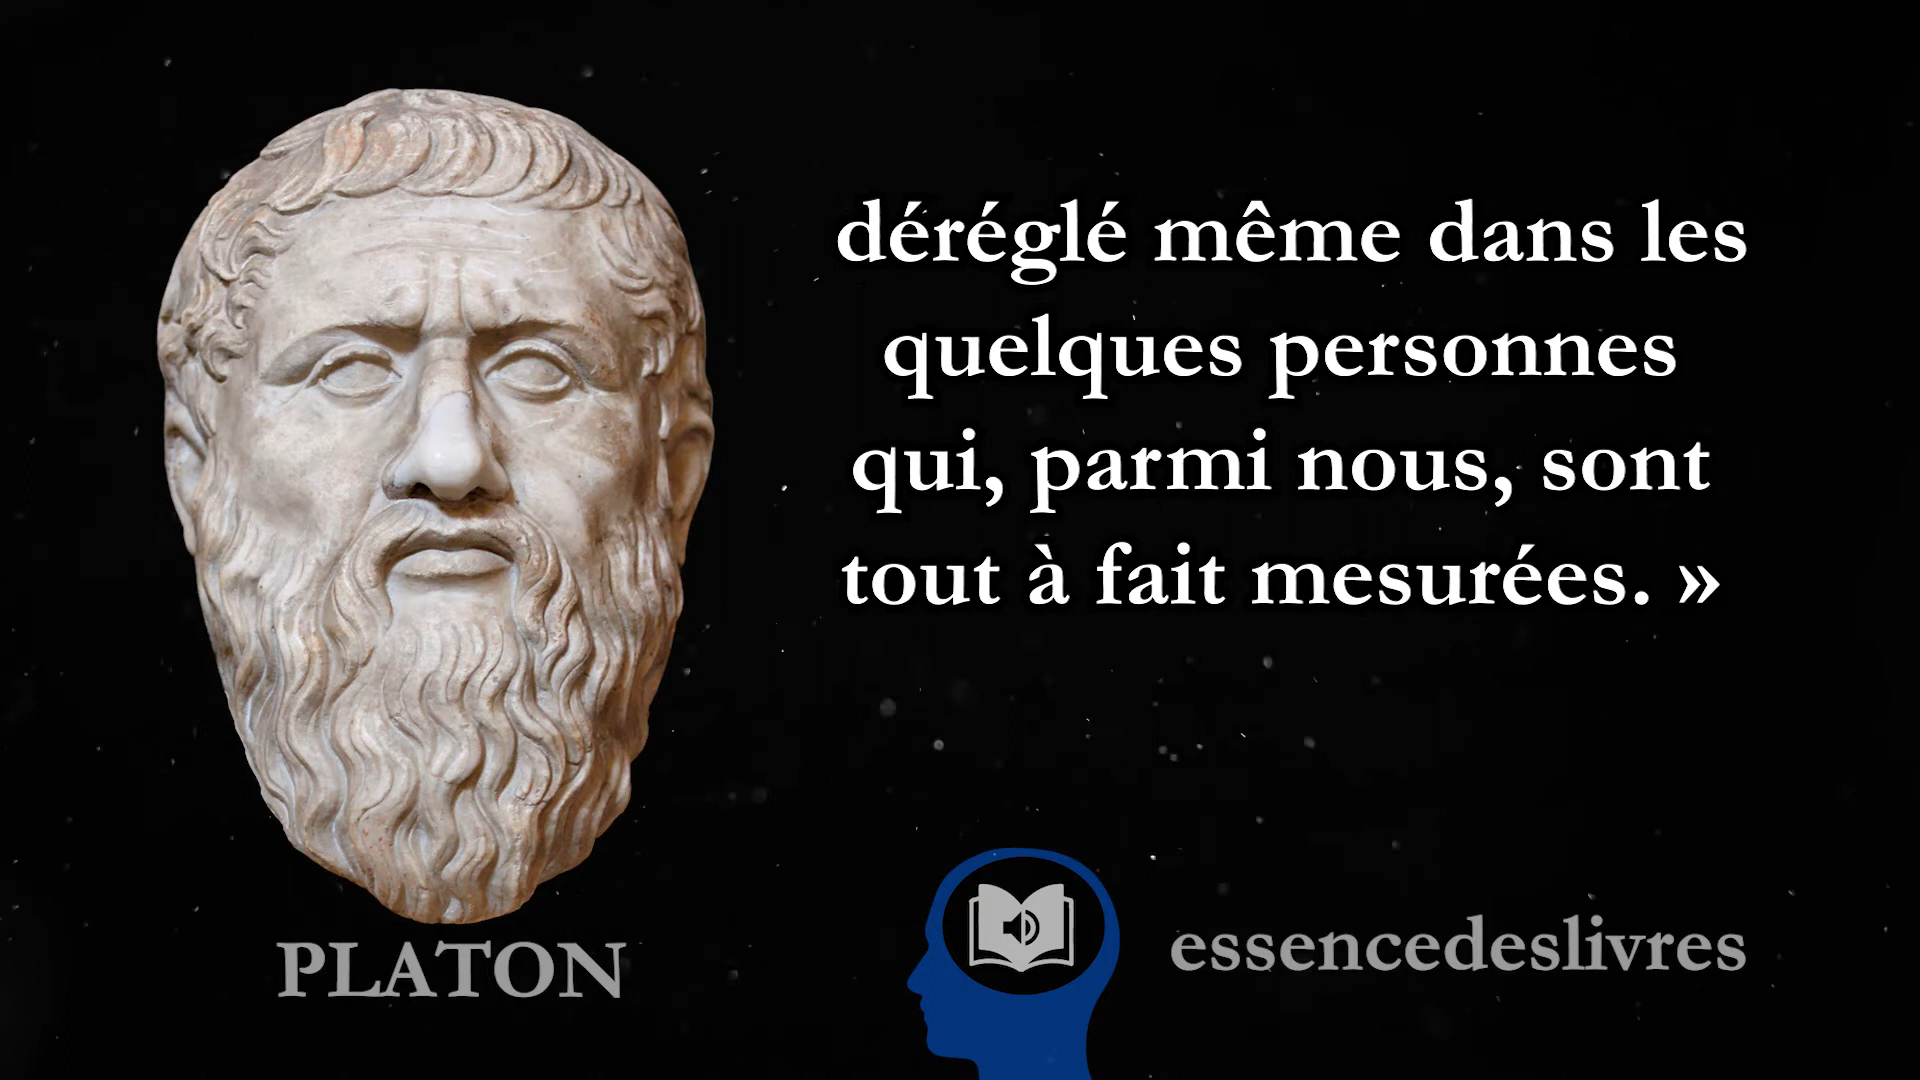 déréglé même dans les
quelques personnes
qui, parmi nous, sont
tout à fait mesurées. »
PLATON
essencedeslivres